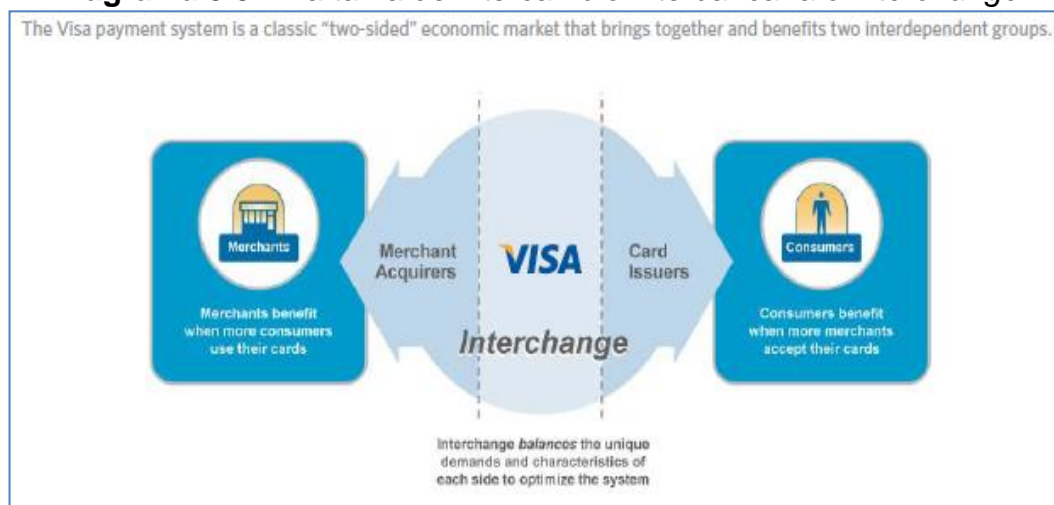 The Visa payment system is a classic “two-sided” economic market that brings together and benefits two interdependent groups.
Merchants
Merchants benefit
when more consumers
use their cards
Merchant
Acquirers
VISA
Card
Issuers
Interchange
Consumers
Consumers benefit
when more merchants
accept their cards
Interchange balances the unique
demands and characteristics of
each side to optimize the system